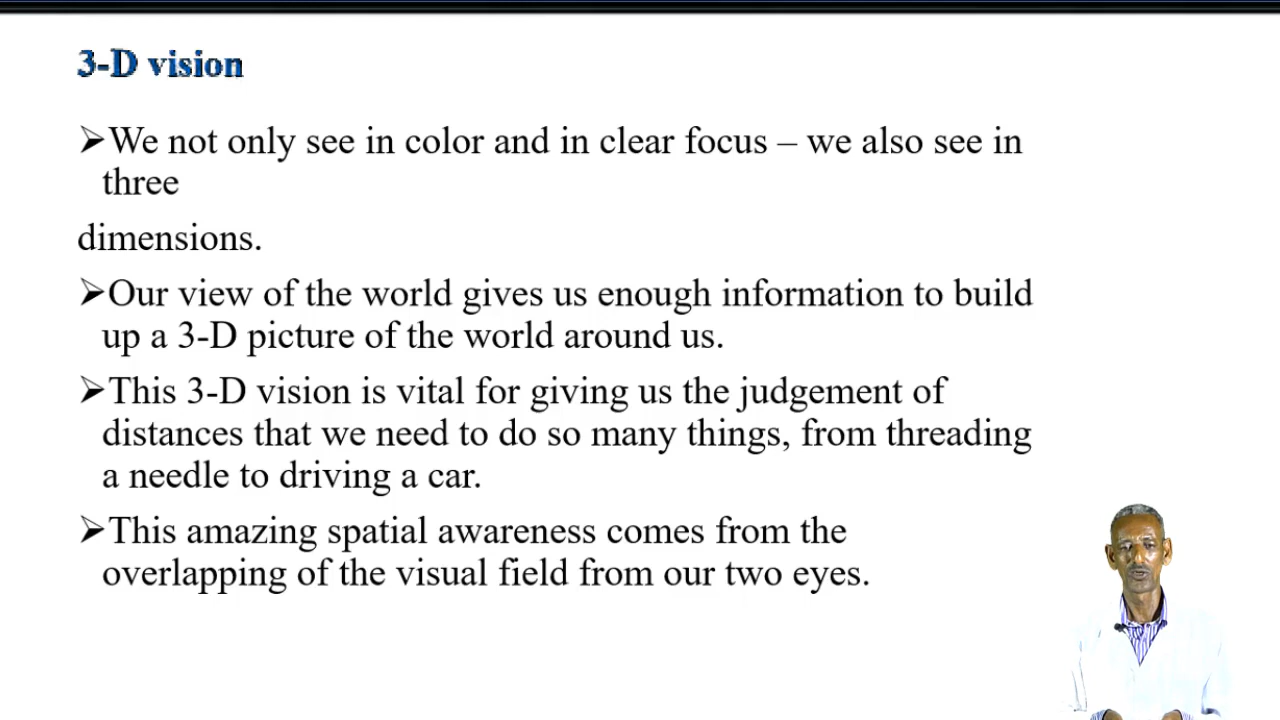 3-D vision
➢We not only see in color and in clear focus – we also see in
three
dimensions.
➢Our view of the world gives us enough information to build
up a 3-D picture of the world around us.
➢This 3-D vision is vital for giving us the judgement of
distances that we need to do so many things, from threading
a needle to driving a car.
➢This amazing spatial awareness comes from the
overlapping of the visual field from our two eyes.